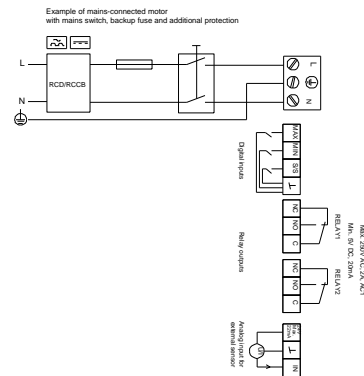 Example of mains-connected motor
with mains switch, backup fuse and additional protection
L
RCD/RCCB
N
L
N
MAX
MIN
S/S
Digital inputs
NC
NO
C
RELAY1
Relay outputs
NC
NO
C
RELAY2
Max. 250V AC, 2A, AC1
Min. 5V DC, 20mA
IN
Analog input for
external sensor